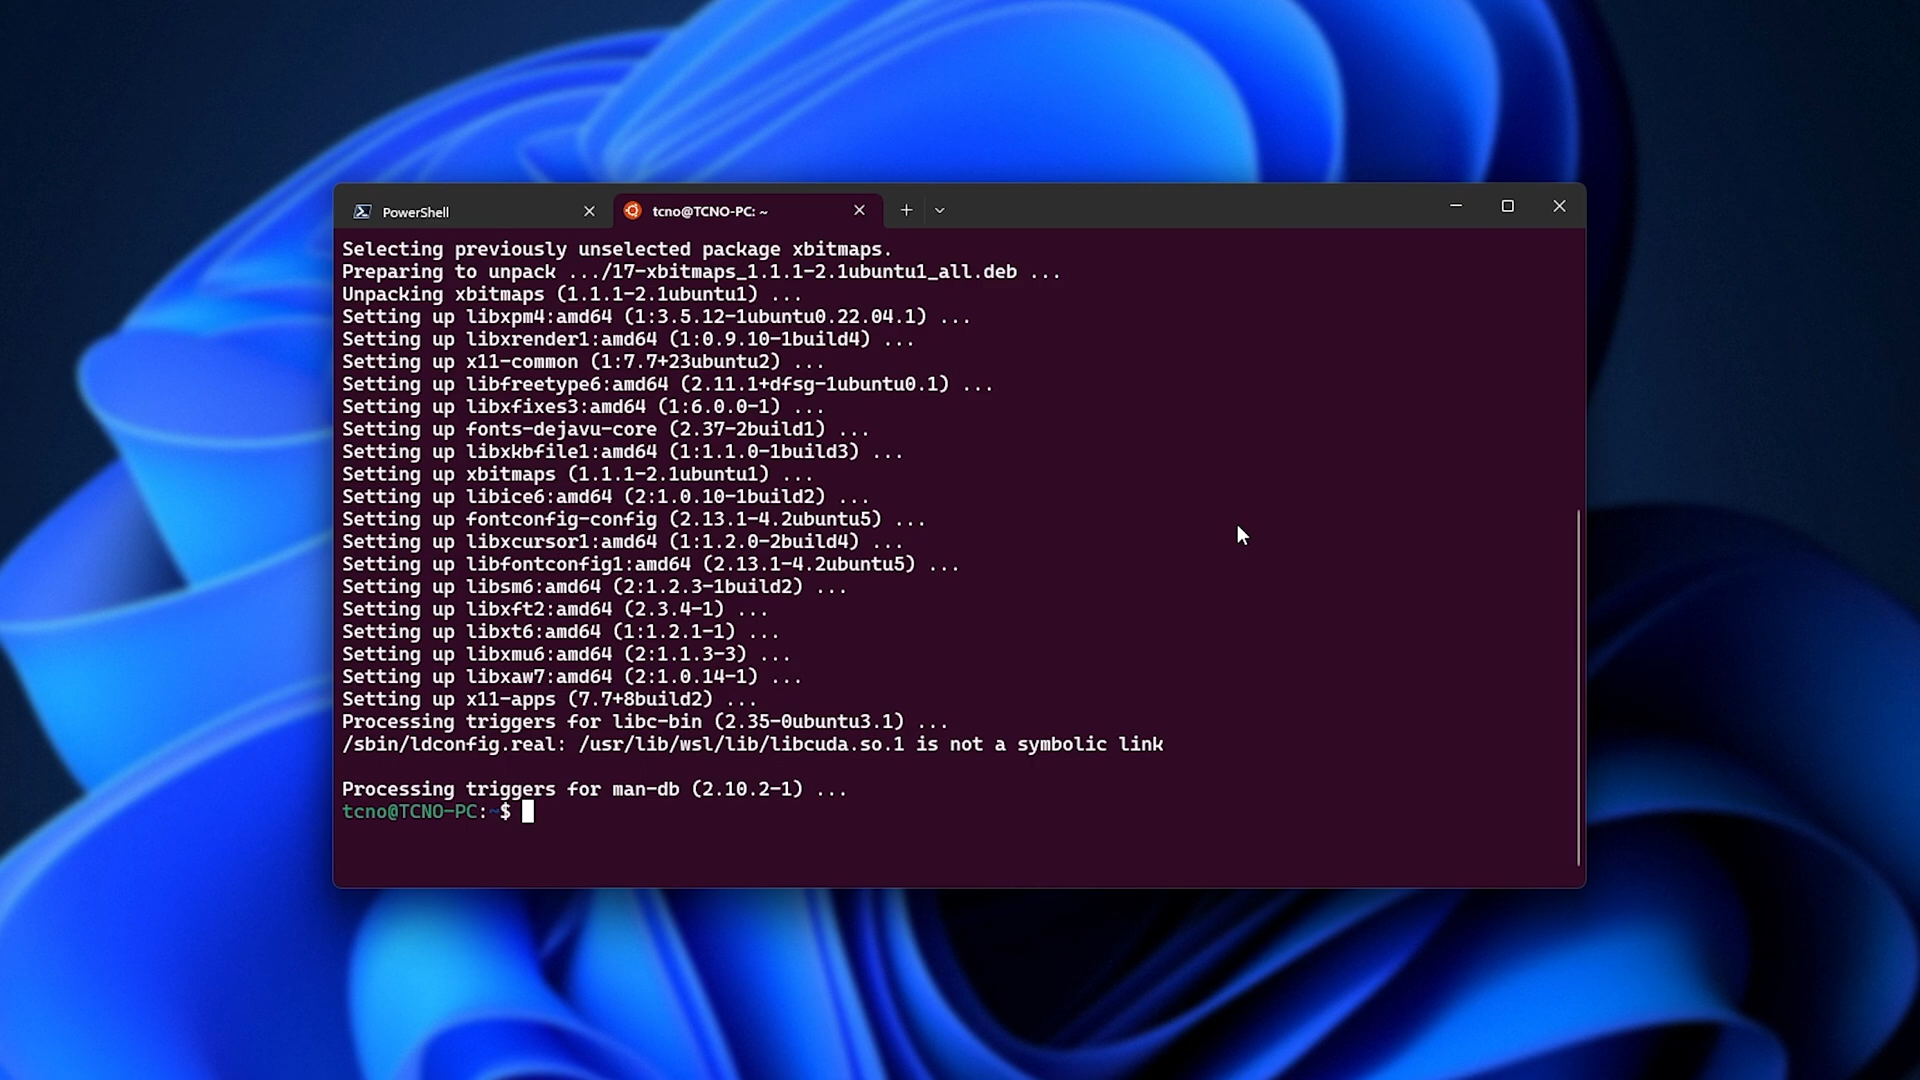 PowerShell
tcno@TCNO-PC: ~
Selecting previously unselected package xbitmaps.
Preparing to unpack .../17-xbitmaps_1.1.1-2.1ubuntu1_all.deb ...
Unpacking xbitmaps (1.1.1-2.1ubuntu1) ...
Setting up libxpm4:amd64 (1:3.5.12-1ubuntu0.22.04.1) ...
Setting up libxrender1:amd64 (1:0.9.10-1build4) ...
Setting up x11-common (1:7.7+23ubuntu2) ...
Setting up libfreetype6:amd64 (2.11.1+dfsg-1ubuntu0.1) ...
Setting up libxfixes3:amd64 (1:6.0.0-1) ...
Setting up fonts-dejavu-core (2.37-2build1) ...
Setting up libxkbfile1:amd64 (1:1.1.0-1build3) ...
Setting up xbitmaps (1.1.1-2.1ubuntu1) ...
Setting up libice6:amd64 (2:1.0.10-1build2) ...
Setting up fontconfig-config (2.13.1-4.2ubuntu5) ...
Setting up libxcursor1:amd64 (1:1.2.0-2build4) ...
Setting up libfontconfig1:amd64 (2.13.1-4.2ubuntu5) ...
Setting up libsm6:amd64 (2:1.2.3-1build2) ...
Setting up libxft2:amd64 (2.3.4-1) ...
Setting up libxt6:amd64 (1:1.2.1-1) ...
Setting up libxmu6:amd64 (2:1.1.3-3) ...
Setting up libxaw7:amd64 (2:1.0.14-1) ...
Setting up x11-apps (7.7+8build2) ...
Processing triggers for libc-bin (2.35-0ubuntu3.1) ...
/sbin/ldconfig.real: /usr/lib/wsl/lib/libcuda.so.1 is not a symbolic link
Processing triggers for man-db (2.10.2-1) ...
tcno@TCNO-PC:~$